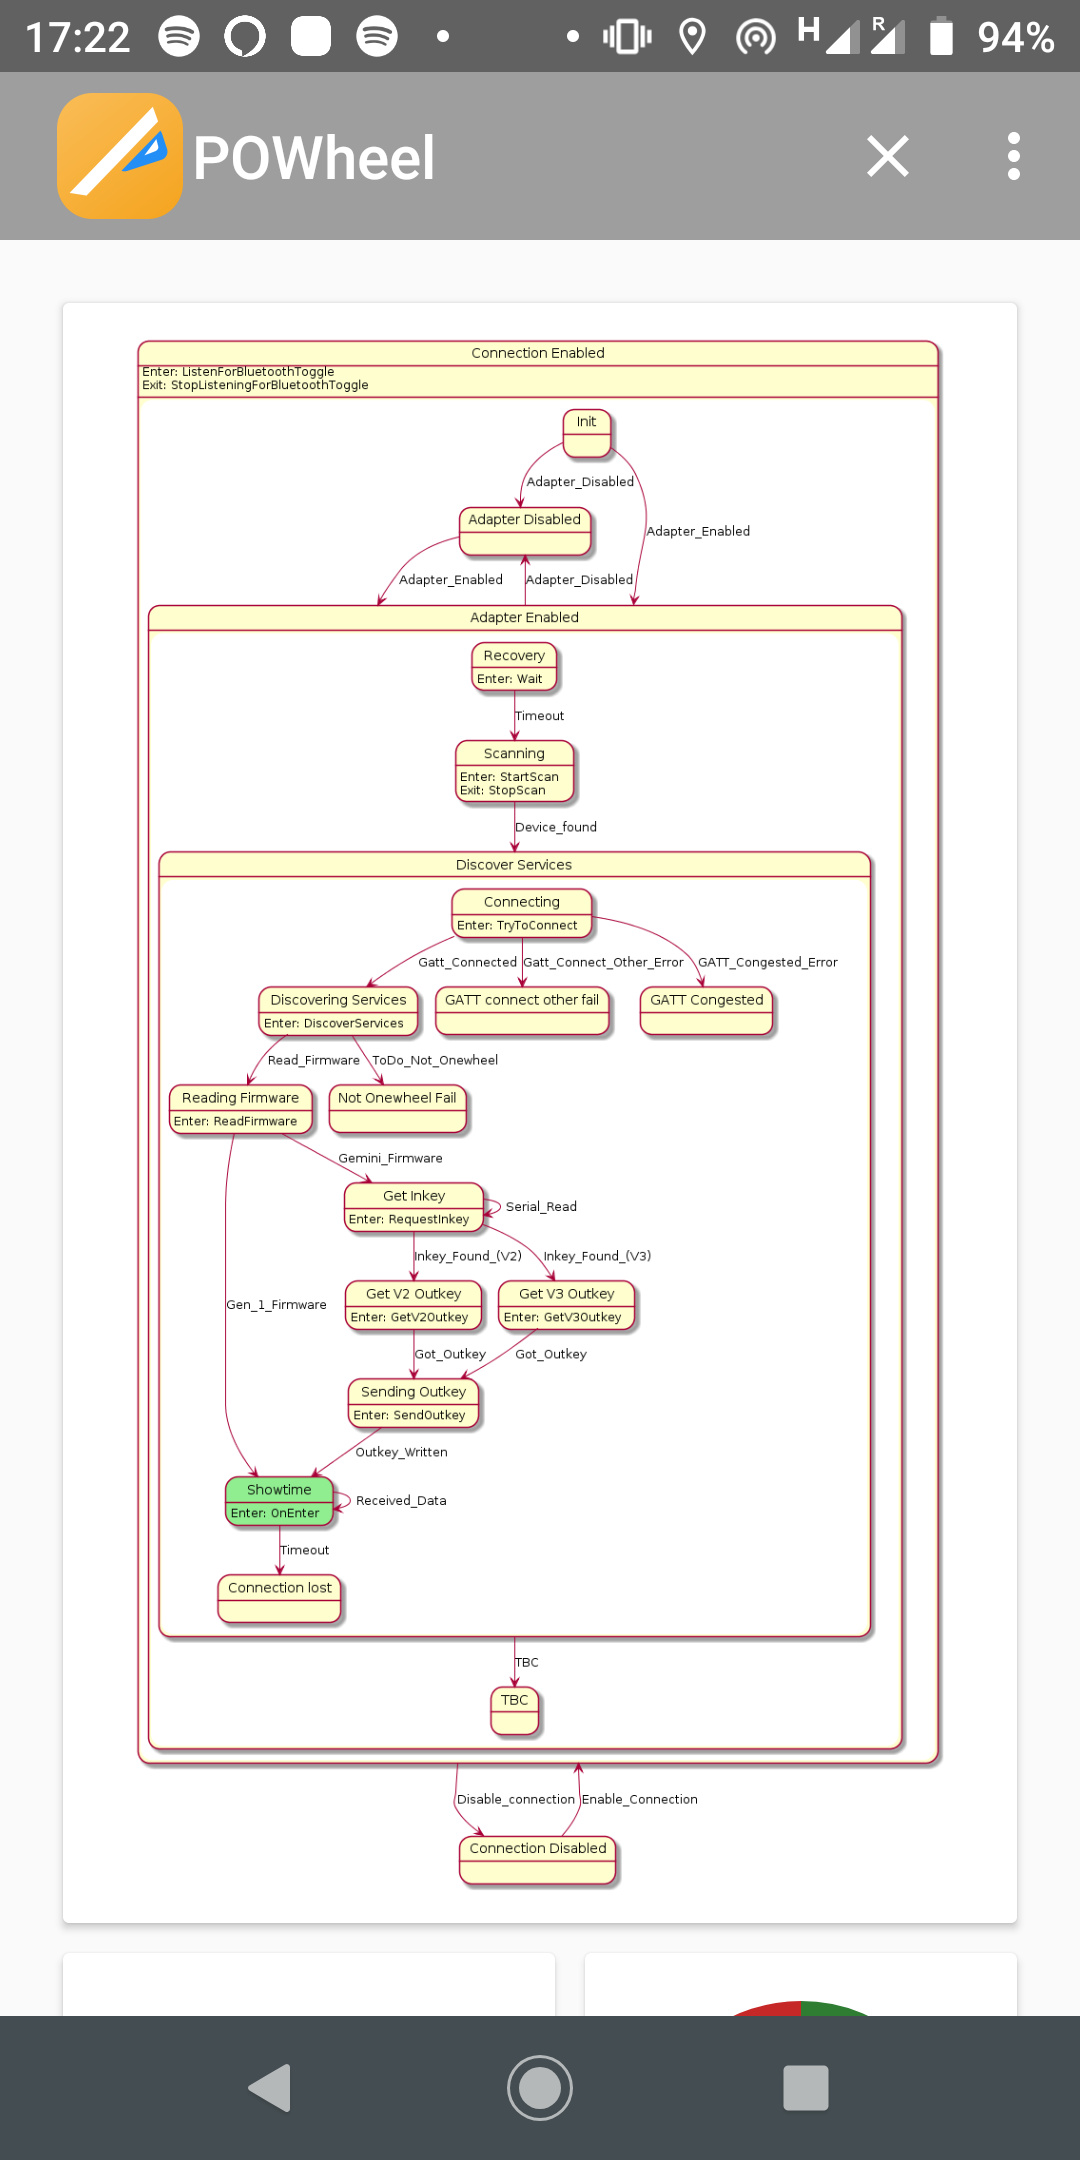 17:22
H
R
94%
POWheel
Connection Enabled
Enter: ListenForBluetoothToggle
Exit: StopListeningForBluetoothToggle
Init
Adapter_Disabled
Adapter Disabled
Adapter_Enabled
Adapter_Enabled
Adapter_Disabled
Adapter Enabled
Recovery
Enter: Wait
Timeout
Scanning
Enter: StartScan
Exit: StopScan
Device_found
Discover Services
Connecting
Enter: TryToConnect
Gatt_Connected
Gatt_Connect_Other_Error
GATT_Congested_Error
Discovering Services
Enter: DiscoverServices
GATT connect other fail
GATT Congested
Read_Firmware
ToDo_Not_Onewheel
Reading Firmware
Enter: ReadFirmware
Not Onewheel Fail
Gemini_Firmware
Get Inkey
Enter: RequestInkey
Serial_Read
Inkey_Found_(V2)
Inkey_Found_(V3)
Get V2 Outkey
Enter: GetV2Outkey
Get V3 Outkey
Enter: GetV3Outkey
Gen_1_Firmware
Got_Outkey
Got_Outkey
Sending Outkey
Enter: SendOutkey
Outkey_Written
Showtime
Enter: OnEnter
Received_Data
Timeout
Connection lost
TBC
TBC
Disable_connection
Enable_Connection
Connection Disabled